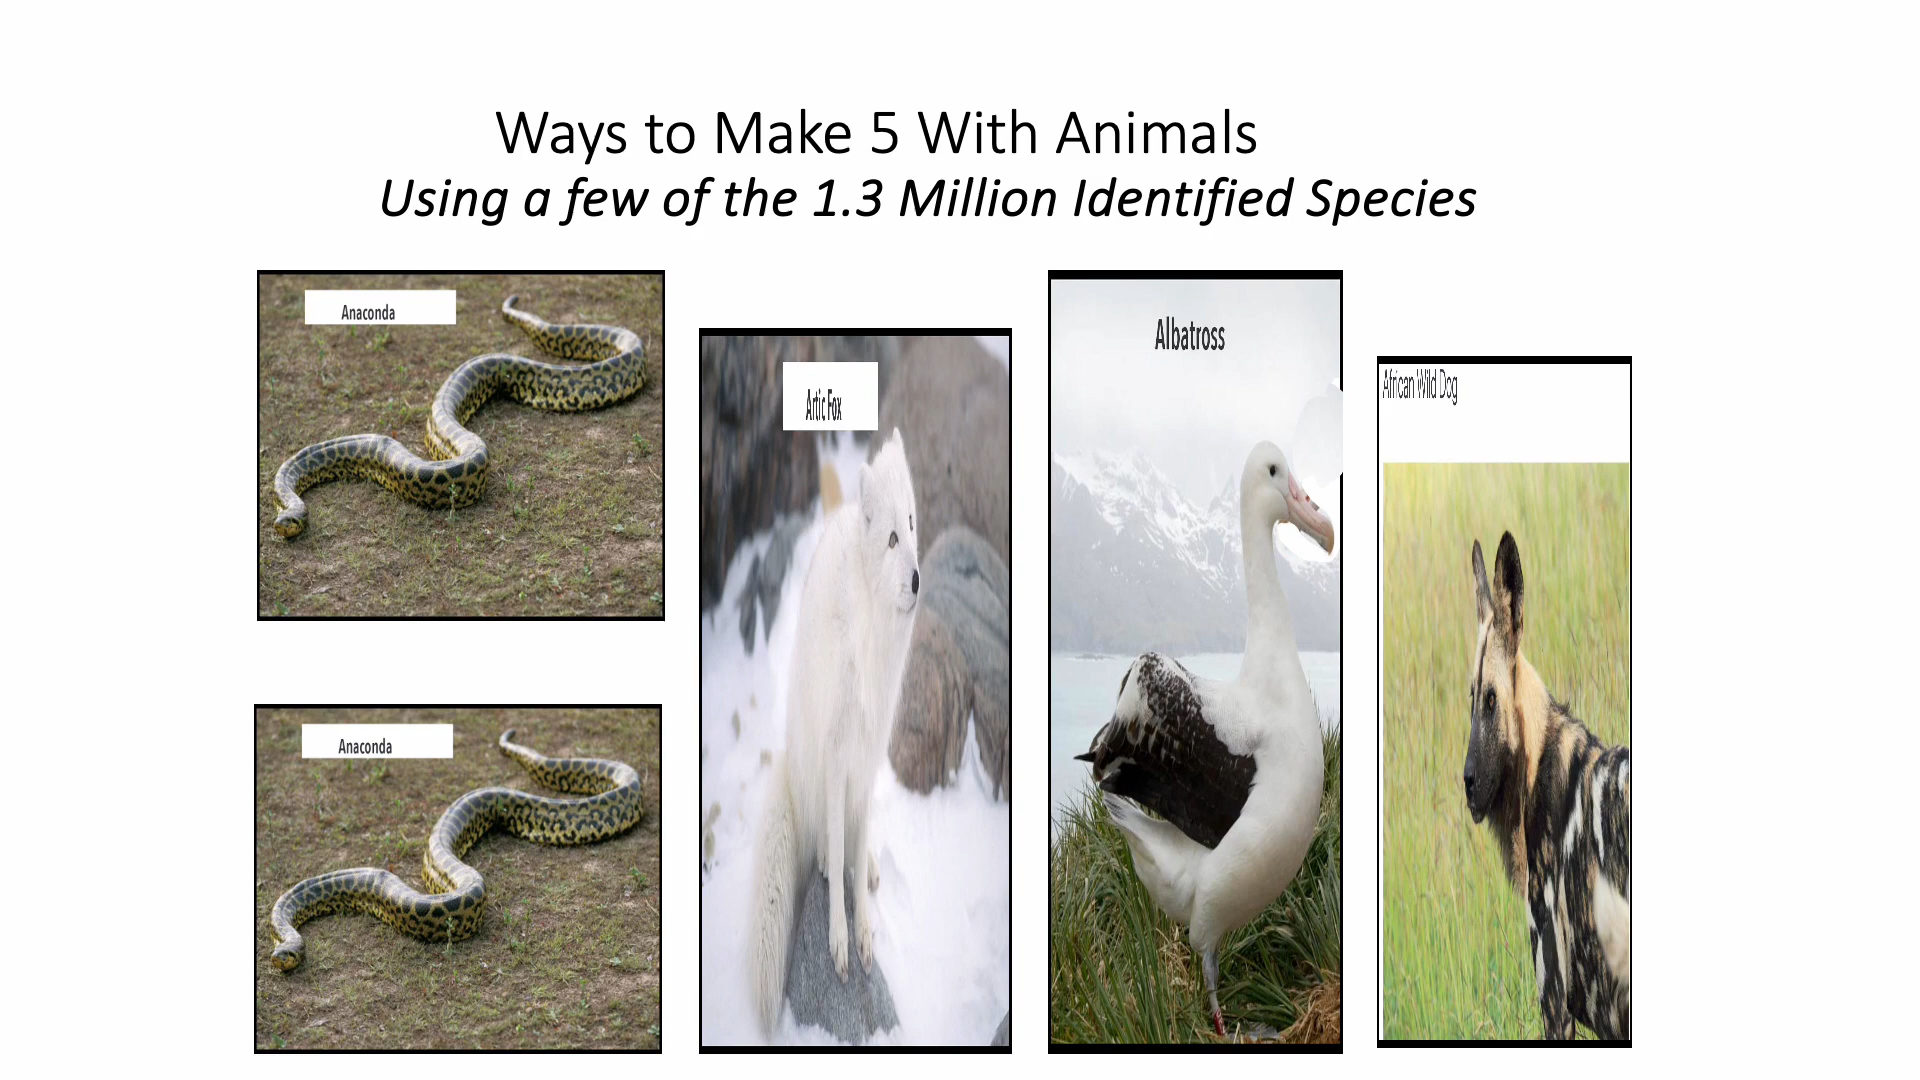 Ways to Make 5 With Animals
Using a few of the 1.3 Million Identified Species
Anaconda
Artic Fox
Albatross
African Wild Dog
Anaconda